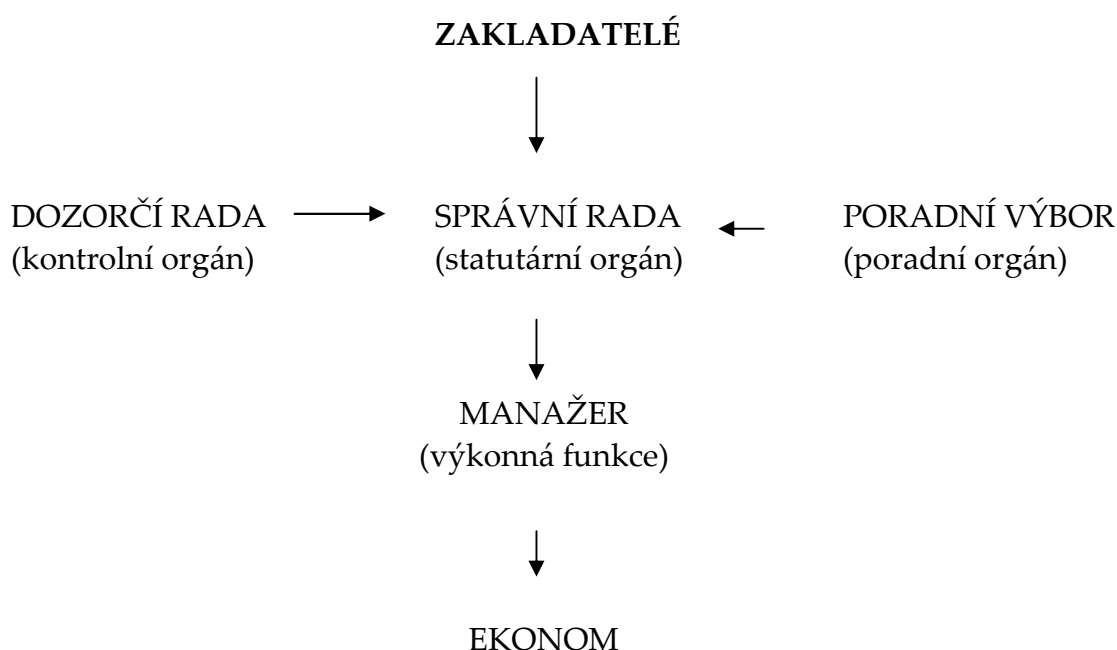 ZAKLADATELÉ
DOZORČÍ RADA
(kontrolní orgán)
SPRÁVNÍ RADA
(statutární orgán)
PORADNÍ VÝBOR
(poradní orgán)
MANAŽER
(výkonná funkce)
EKONOM